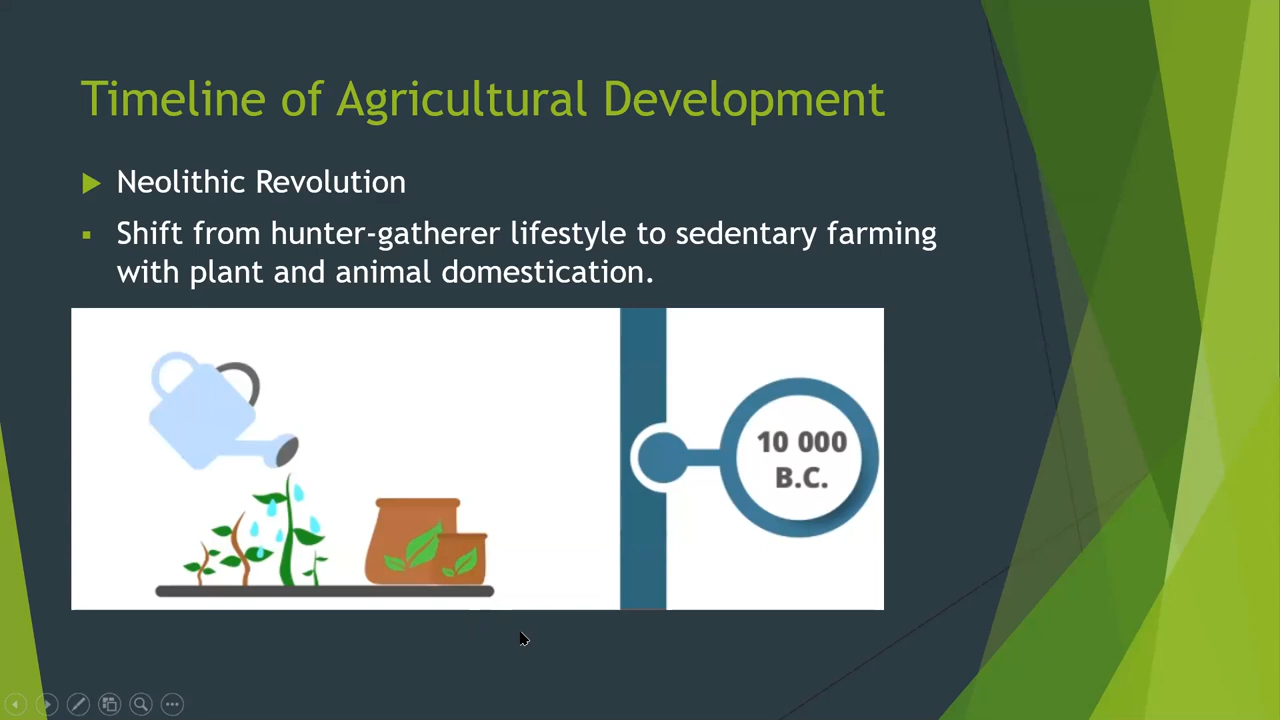 Timeline of Agricultural Development
Neolithic Revolution
Shift from hunter-gatherer lifestyle to sedentary farming
with plant and animal domestication.
10 000
B.C.